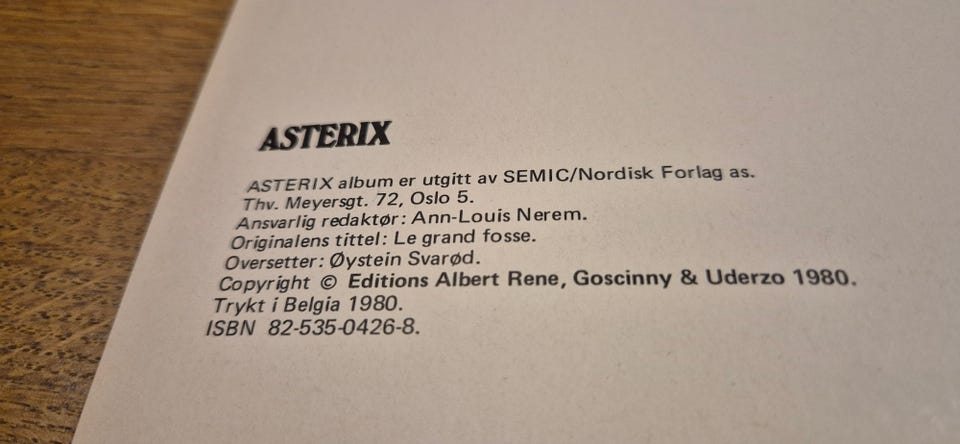 ASTERIX
ASTERIX album er utgitt av SEMIC/Nordisk Forlag as.
Thv. Meyersgt. 72, Oslo 5.
Ansvarlig redaktør: Ann-Louis Nerem.
Originalens tittel: Le grand fosse.
Oversetter: Øystein Svarød.
Copyright © Editions Albert Rene, Goscinny & Uderzo 1980.
Trykt i Belgia 1980.
ISBN 82-535-0426-8.